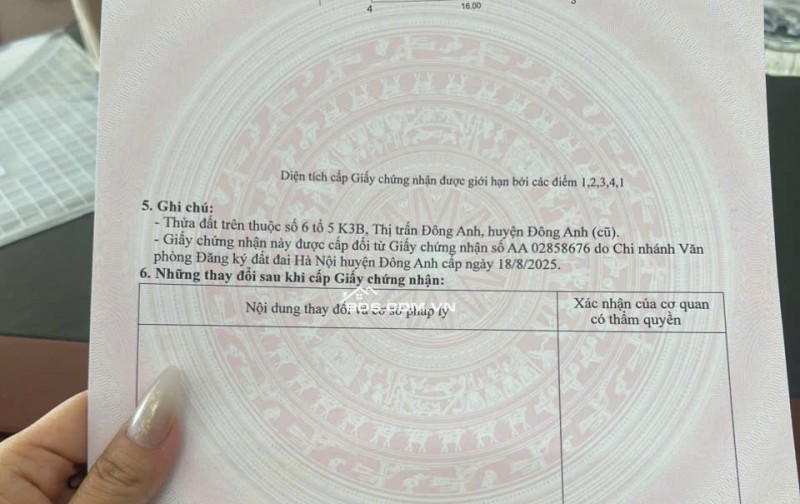 4
16.00
3
Diện tích cấp Giấy chứng nhận được giới hạn bởi các điểm 1,2,3,4,1
5. Ghi chú:
- Thửa đất trên thuộc số 6 tổ 5 K3B, Thị trấn Đông Anh, huyện Đông Anh (cũ).
- Giấy chứng nhận này được cấp đổi từ Giấy chứng nhận số AA 02858676 do Chi nhánh Văn
phòng Đăng ký đất đai Hà Nội huyện Đông Anh cấp ngày 18/8/2025.
6. Những thay đổi sau khi cấp Giấy chứng nhận:
Nội dung thay đổi và cơ sở pháp lý
Xác nhận của cơ quan
có thẩm quyền
BDS.COM.VN